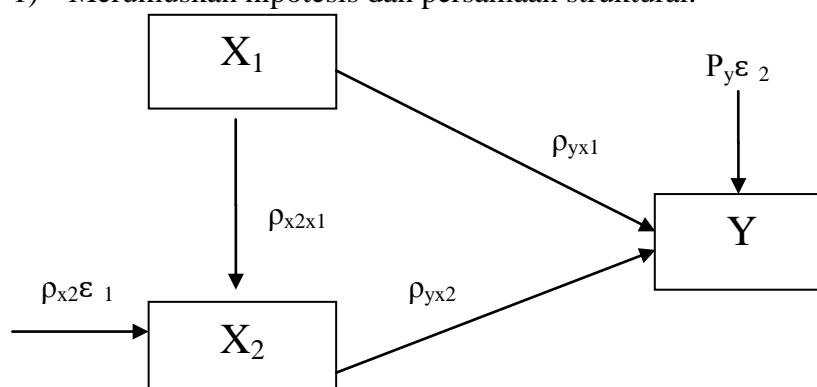 1) Merumuskan hipotesis dan persamaan struktural.
X₁
Pyε ₂
ρyx1
ρx2x1
Y
ρx2ε ₁
ρyx2
X₂